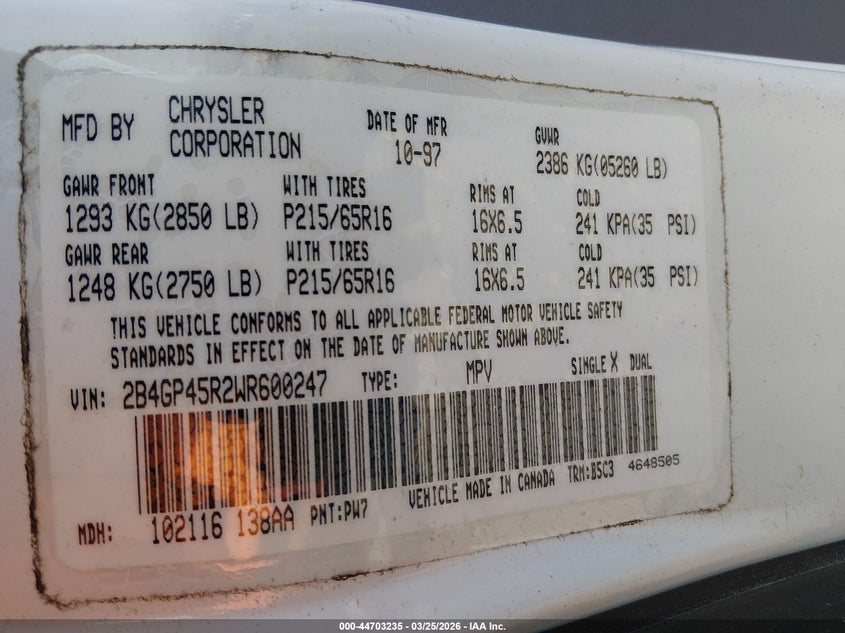 MFD BY CHRYSLER CORPORATION DATE OF MFR 10-97 GVWR 2386 KG(05260 LB)
GAWR FRONT WITH TIRES RIMS AT COLD
1293 KG(2850 LB) P215/65R16 16X6.5 241 KPA(35 PSI)
GAWR REAR WITH TIRES RIMS AT COLD
1248 KG(2750 LB) P215/65R16 16X6.5 241 KPA(35 PSI)
THIS VEHICLE CONFORMS TO ALL APPLICABLE FEDERAL MOTOR VEHICLE SAFETY
STANDARDS IN EFFECT ON THE DATE OF MANUFACTURE SHOWN ABOVE.
VIN: 2B4GP45R2WR600247 TYPE: MPV SINGLE X DUAL
MDH: 102116 138AA PNT:PW7 VEHICLE MADE IN CANADA TRM:B5C3 4648505
000-44703235 - 03/25/2026 - IAA Inc.